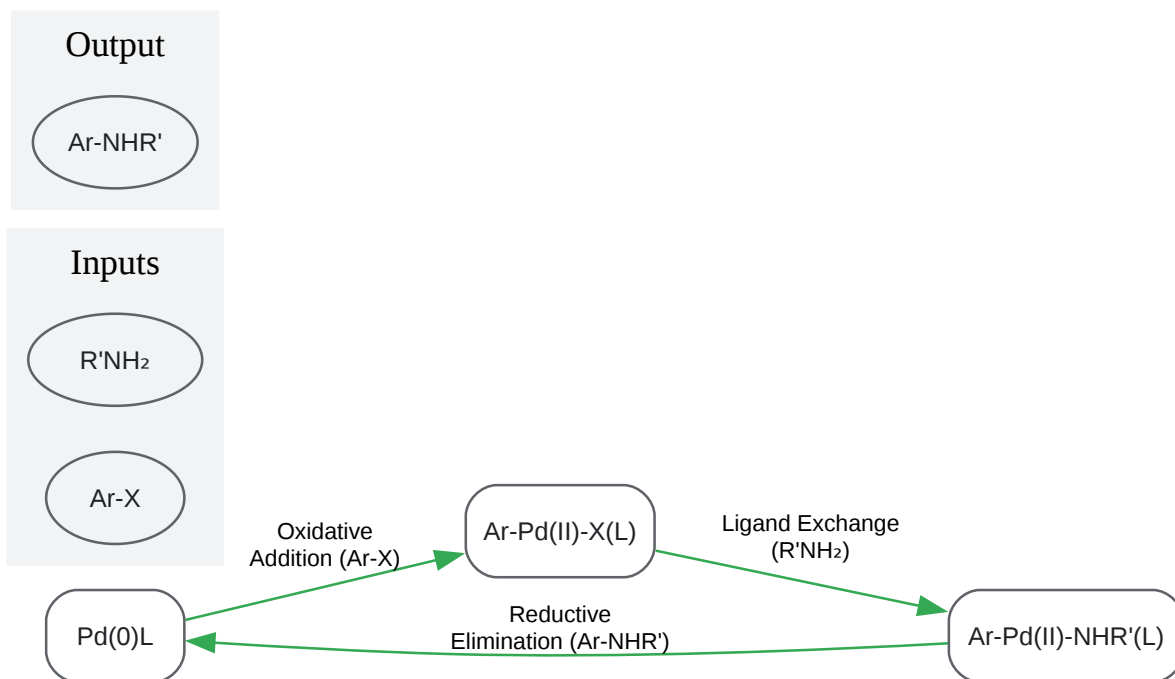 Output
Ar-NHR'
Inputs
R'NH₂
Ar-X
Oxidative
Addition (Ar-X)
Ar-Pd(II)-X(L)
Ligand Exchange
(R'NH₂)
Pd(0)L
Reductive
Elimination (Ar-NHR')
Ar-Pd(II)-NHR'(L)